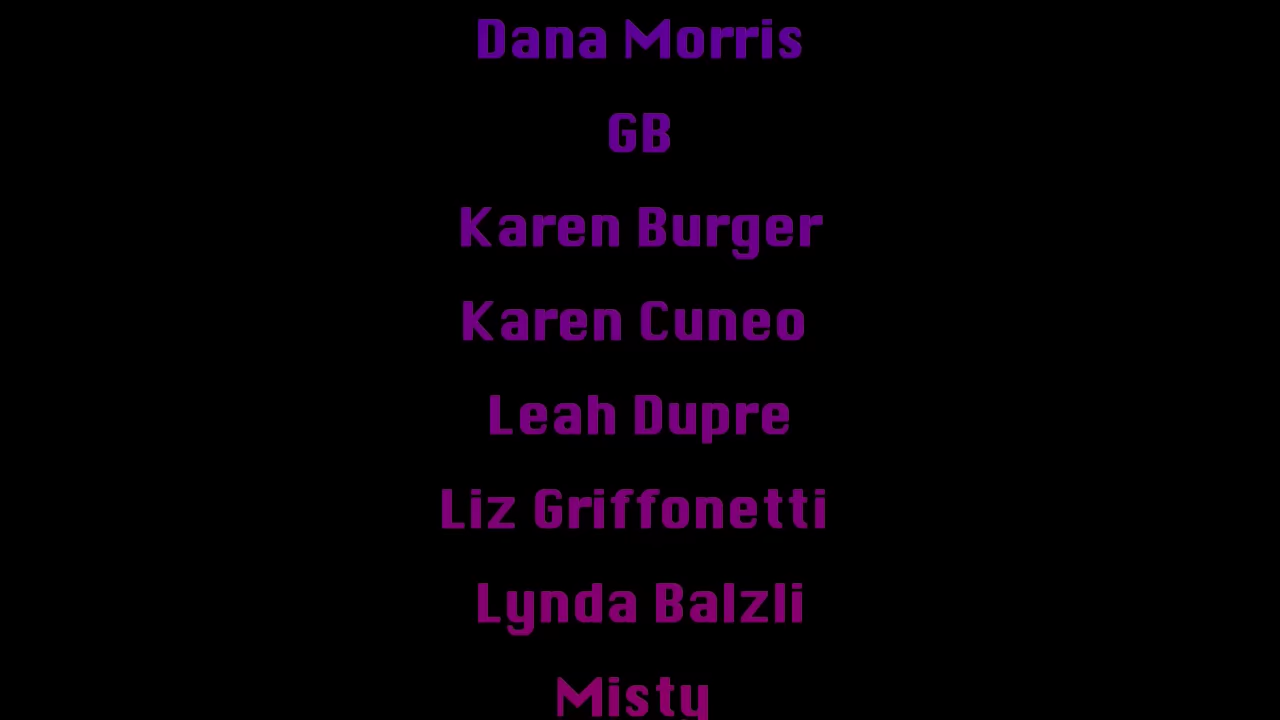 Dana Morris
GB
Karen Burger
Karen Cuneo
Leah Dupre
Liz Griffonetti
Lynda Balzli
Misty